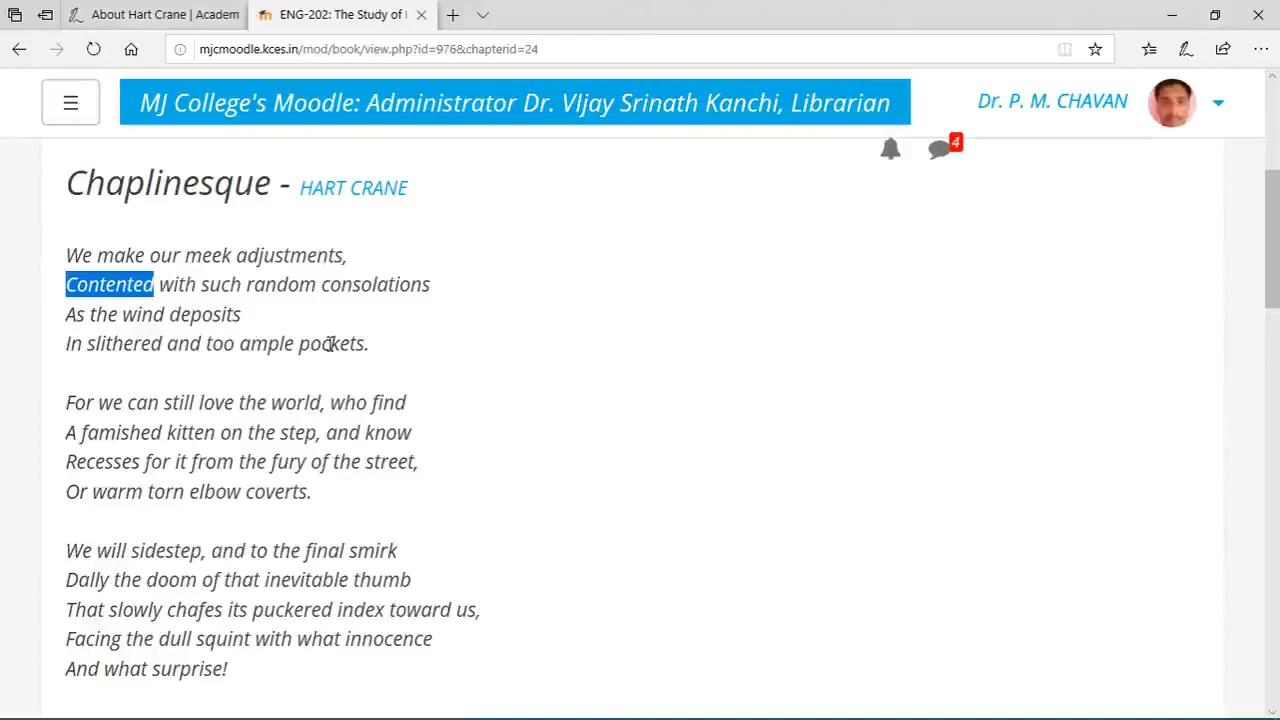 About Hart Crane | Academ
ENG-202: The Study of
mjcmoodle.kces.in/mod/book/view.php?id=976&chapterid=24
MJ College's Moodle: Administrator Dr. VIjay Srinath Kanchi, Librarian
Dr. P. M. CHAVAN
4
Chaplinesque - HART CRANE
We make our meek adjustments,
Contented with such random consolations
As the wind deposits
In slithered and too ample pockets.
For we can still love the world, who find
A famished kitten on the step, and know
Recesses for it from the fury of the street,
Or warm torn elbow coverts.
We will sidestep, and to the final smirk
Dally the doom of that inevitable thumb
That slowly chafes its puckered index toward us,
Facing the dull squint with what innocence
And what surprise!